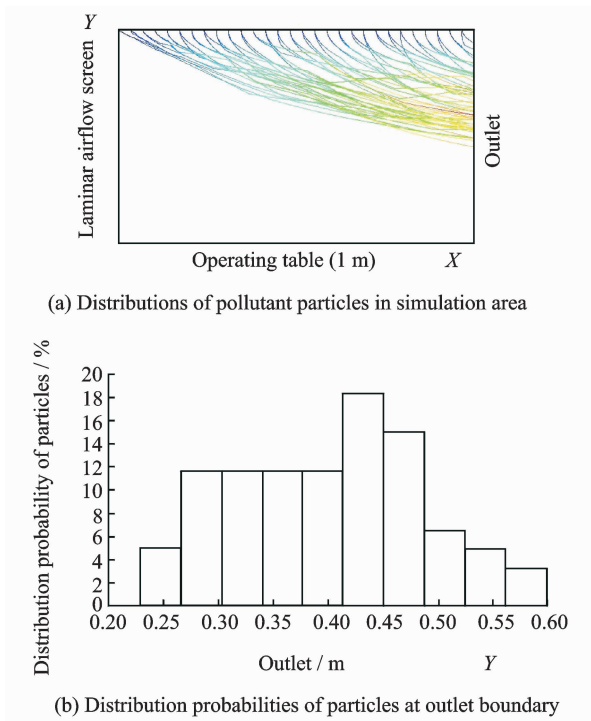 Y
Laminar airflow screen
Outlet
Operating table (1 m)
X
(a) Distributions of pollutant particles in simulation area
Distribution probability of particles / %
20
18
16
14
12
10
8
6
4
2
0
0.20 0.25 0.30 0.35 0.40 0.45 0.50 0.55 0.60
Outlet / m
Y
(b) Distribution probabilities of particles at outlet boundary